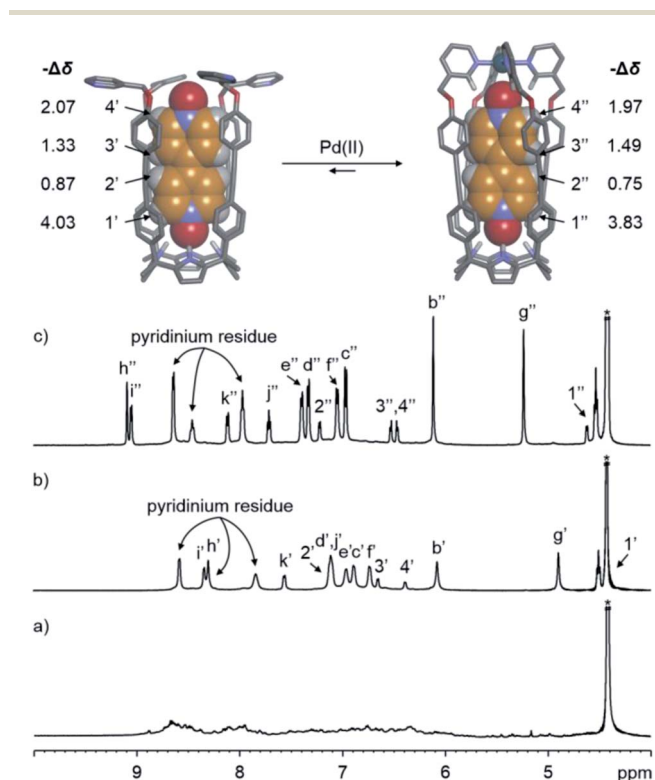 -Δδ -Δδ
2.07 4' 4'' 1.97
1.33 3' Pd(II) 3'' 1.49
0.87 2' 2'' 0.75
4.03 1' 1'' 3.83
c) pyridinium residue b'' g''
h'' i'' k'' j'' e'' d'' 2'' f'' c'' 3'',4'' 1'' *
b) pyridinium residue *
i' h' k' 2' d',j' e' c' f' 3' 4' b' g' 1'
a) *
9 8 7 6 5 ppm